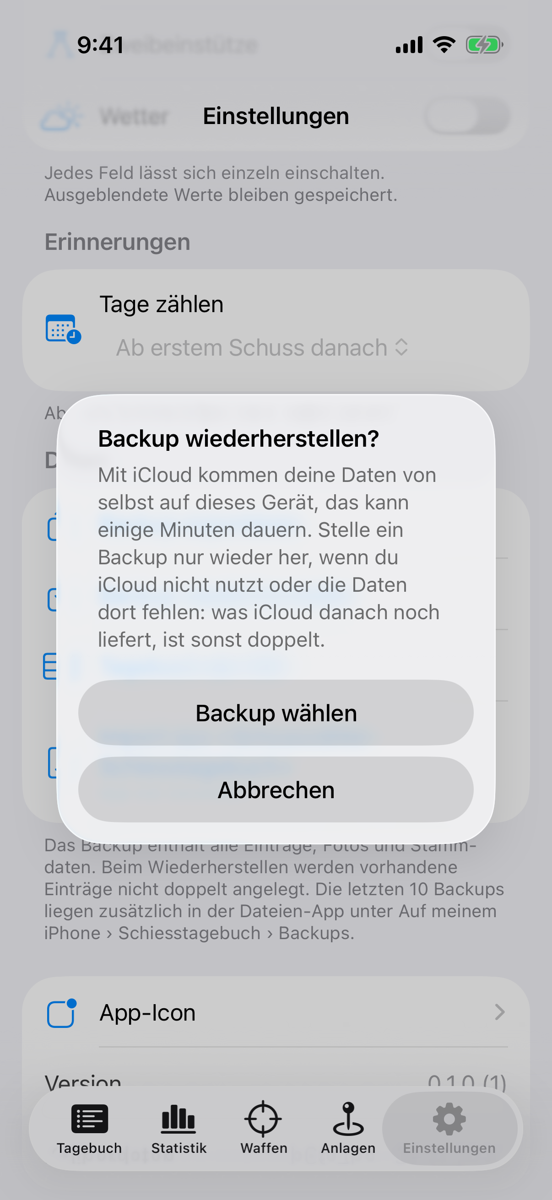 9:41
Wetter
Einstellungen
Jedes Feld lässt sich einzeln einschalten.
Ausgeblendete Werte bleiben gespeichert.
Erinnerungen
Tage zählen
Ab erstem Schuss danach
Ab
Backup wiederherstellen?
Mit iCloud kommen deine Daten von
selbst auf dieses Gerät, das kann
einige Minuten dauern. Stelle ein
Backup nur wieder her, wenn du
iCloud nicht nutzt oder die Daten
dort fehlen: was iCloud danach noch
liefert, ist sonst doppelt.
Backup wählen
Abbrechen
Das Backup enthält alle Einträge, Fotos und Stamm-
daten. Beim Wiederherstellen werden vorhandene
Einträge nicht doppelt angelegt. Die letzten 10 Backups
liegen zusätzlich in der Dateien-App unter Auf meinem
iPhone › Schiesstagebuch › Backups.
App-Icon
Version 0.1.0 (1)
Tagebuch
Statistik
Waffen
Anlagen
Einstellungen